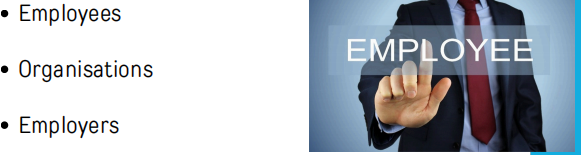 • Employees
• Organisations
• Employers
EMPLOYEE